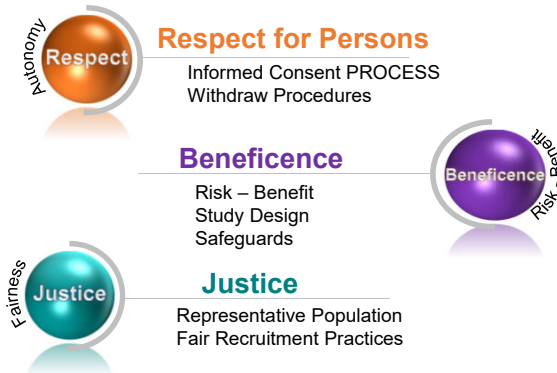 Autonomy
Respect
Respect for Persons
Informed Consent PROCESS
Withdraw Procedures
Beneficence
Risk – Benefit
Study Design
Safeguards
Beneficence
Risk - Benefit
Fairness
Justice
Justice
Representative Population
Fair Recruitment Practices